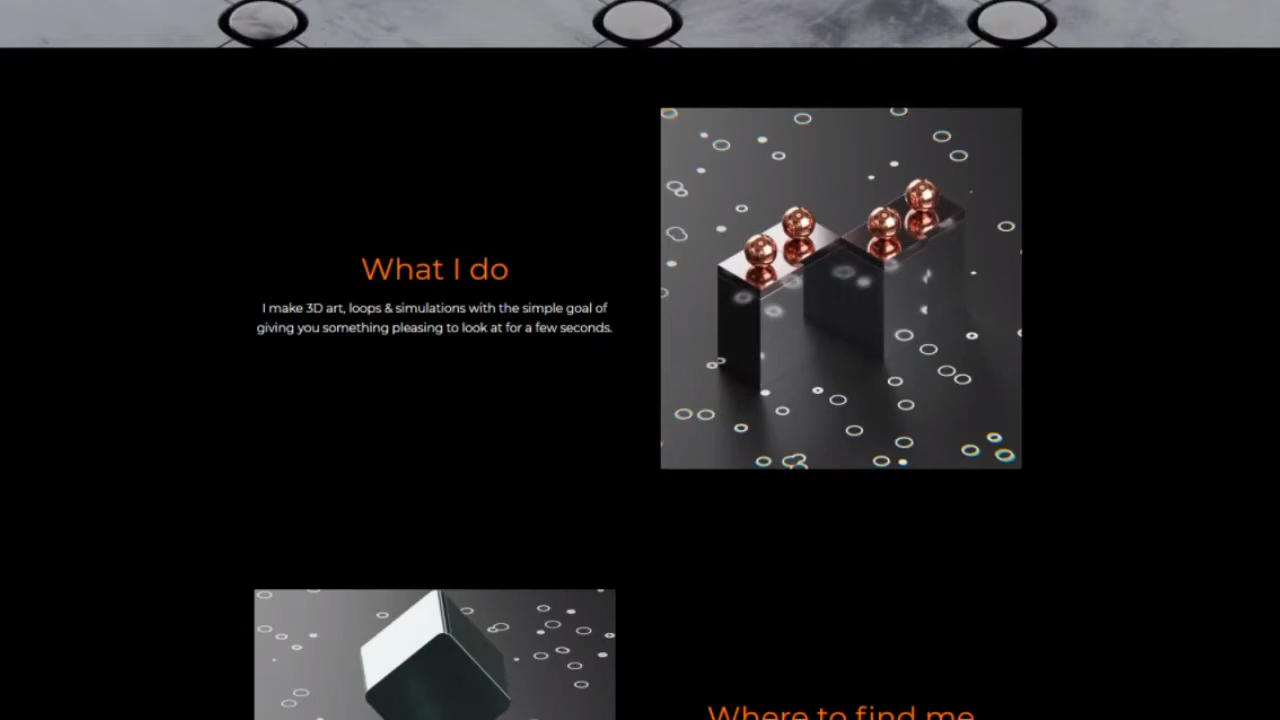 What I do
I make 3D art, loops & simulations with the simple goal of
giving you something pleasing to look at for a few seconds.
Where to find me